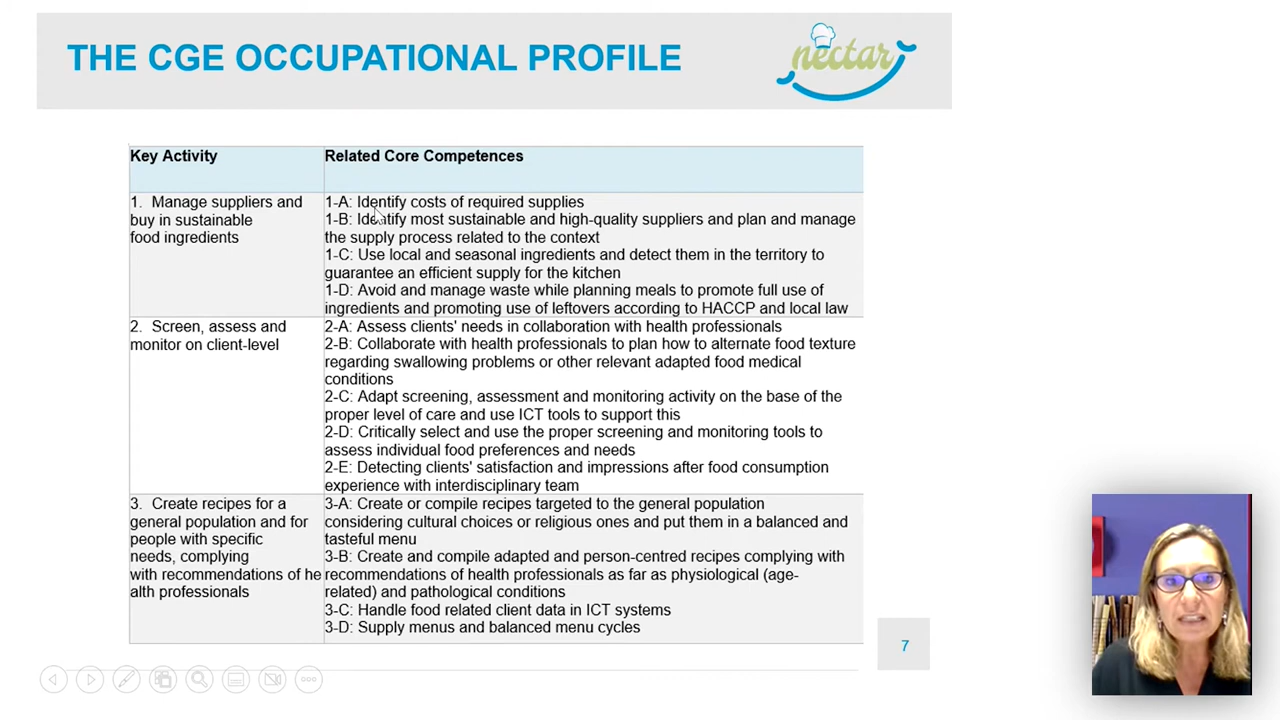 THE CGE OCCUPATIONAL PROFILE
nectar
Key Activity
Related Core Competences
1. Manage suppliers and
buy in sustainable
food ingredients
1-A: Identify costs of required supplies
1-B: Identify most sustainable and high-quality suppliers and plan and manage
the supply process related to the context
1-C: Use local and seasonal ingredients and detect them in the territory to
guarantee an efficient supply for the kitchen
1-D: Avoid and manage waste while planning meals to promote full use of
ingredients and promoting use of leftovers according to HACCP and local law
2. Screen, assess and
monitor on client-level
2-A: Assess clients' needs in collaboration with health professionals
2-B: Collaborate with health professionals to plan how to alternate food texture
regarding swallowing problems or other relevant adapted food medical
conditions
2-C: Adapt screening, assessment and monitoring activity on the base of the
proper level of care and use ICT tools to support this
2-D: Critically select and use the proper screening and monitoring tools to
assess individual food preferences and needs
2-E: Detecting clients' satisfaction and impressions after food consumption
experience with interdisciplinary team
3. Create recipes for a
general population and for
people with specific
needs, complying
with recommendations of he
alth professionals
3-A: Create or compile recipes targeted to the general population
considering cultural choices or religious ones and put them in a balanced and
tasteful menu
3-B: Create and compile adapted and person-centred recipes complying with
recommendations of health professionals as far as physiological (age-
related) and pathological conditions
3-C: Handle food related client data in ICT systems
3-D: Supply menus and balanced menu cycles
7